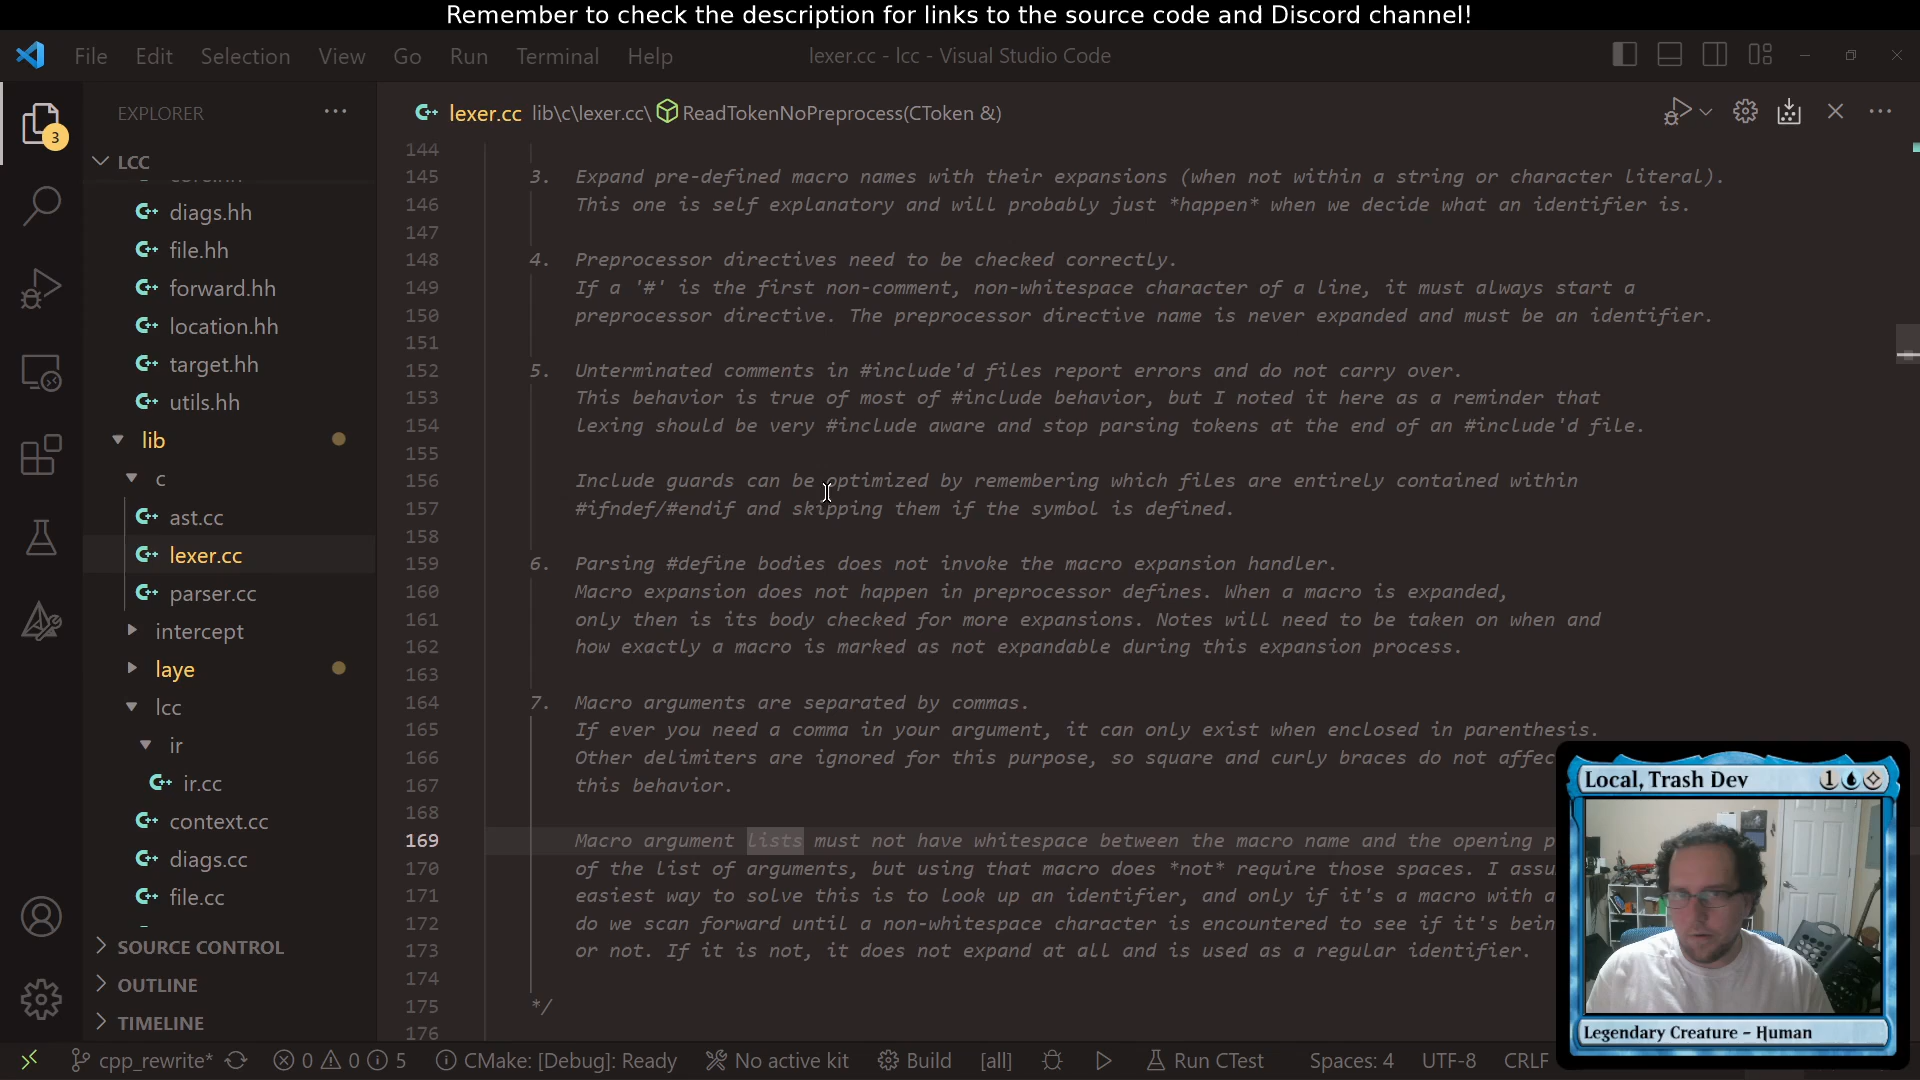 Remember to check the description for links to the source code and Discord channel!
File Edit Selection View Go Run Terminal Help
lexer.cc - lcc - Visual Studio Code
EXPLORER
lexer.cc lib\c\lexer.cc\ ReadTokenNoPreprocess(CToken &)
3
LCC
diags.hh
file.hh
forward.hh
location.hh
target.hh
utils.hh
lib
c
ast.cc
lexer.cc
parser.cc
intercept
laye
lcc
ir
ir.cc
context.cc
diags.cc
file.cc
SOURCE CONTROL
OUTLINE
TIMELINE
144
145 3. Expand pre-defined macro names with their expansions (when not within a string or character literal).
146 This one is self explanatory and will probably just *happen* when we decide what an identifier is.
147
148 4. Preprocessor directives need to be checked correctly.
149 If a '#' is the first non-comment, non-whitespace character of a line, it must always start a
150 preprocessor directive. The preprocessor directive name is never expanded and must be an identifier.
151
152 5. Unterminated comments in #include'd files report errors and do not carry over.
153 This behavior is true of most of #include behavior, but I noted it here as a reminder that
154 lexing should be very #include aware and stop parsing tokens at the end of an #include'd file.
155
156 Include guards can be optimized by remembering which files are entirely contained within
157 #ifndef/#endif and skipping them if the symbol is defined.
158
159 6. Parsing #define bodies does not invoke the macro expansion handler.
160 Macro expansion does not happen in preprocessor defines. When a macro is expanded,
161 only then is its body checked for more expansions. Notes will need to be taken on when and
162 how exactly a macro is marked as not expandable during this expansion process.
163
164 7. Macro arguments are separated by commas.
165 If ever you need a comma in your argument, it can only exist when enclosed in parenthesis.
166 Other delimiters are ignored for this purpose, so square and curly braces do not affec
167 this behavior.
168
169 Macro argument lists must not have whitespace between the macro name and the opening p
170 of the list of arguments, but using that macro does *not* require those spaces. I assu
171 easiest way to solve this is to look up an identifier, and only if it's a macro with a
172 do we scan forward until a non-whitespace character is encountered to see if it's bein
173 or not. If it is not, it does not expand at all and is used as a regular identifier.
174
175 */
176
Local, Trash Dev 1
Legendary Creature – Human
cpp_rewrite* 0 0 5 CMake: [Debug]: Ready No active kit Build [all] Run CTest Spaces: 4 UTF-8 CRLF